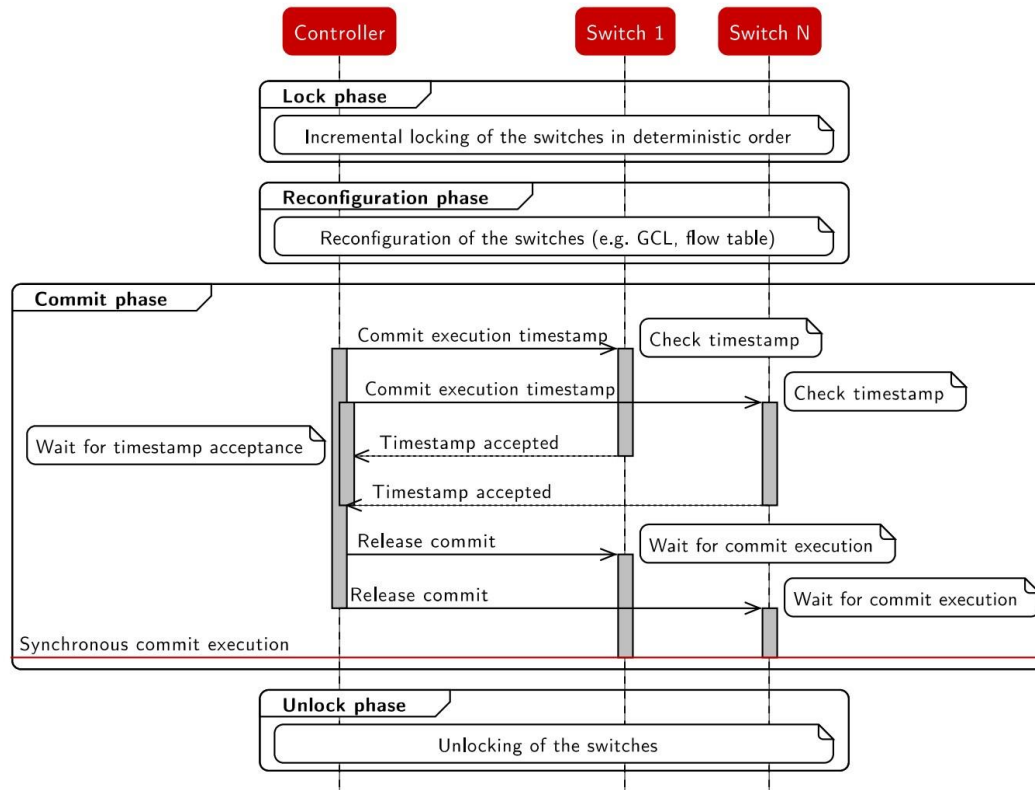 Controller
Switch 1
Switch N
Lock phase
Incremental locking of the switches in deterministic order
Reconfiguration phase
Reconfiguration of the switches (e.g. GCL, flow table)
Commit phase
Commit execution timestamp
Check timestamp
Commit execution timestamp
Check timestamp
Wait for timestamp acceptance
Timestamp accepted
Timestamp accepted
Release commit
Wait for commit execution
Release commit
Wait for commit execution
Synchronous commit execution
Unlock phase
Unlocking of the switches